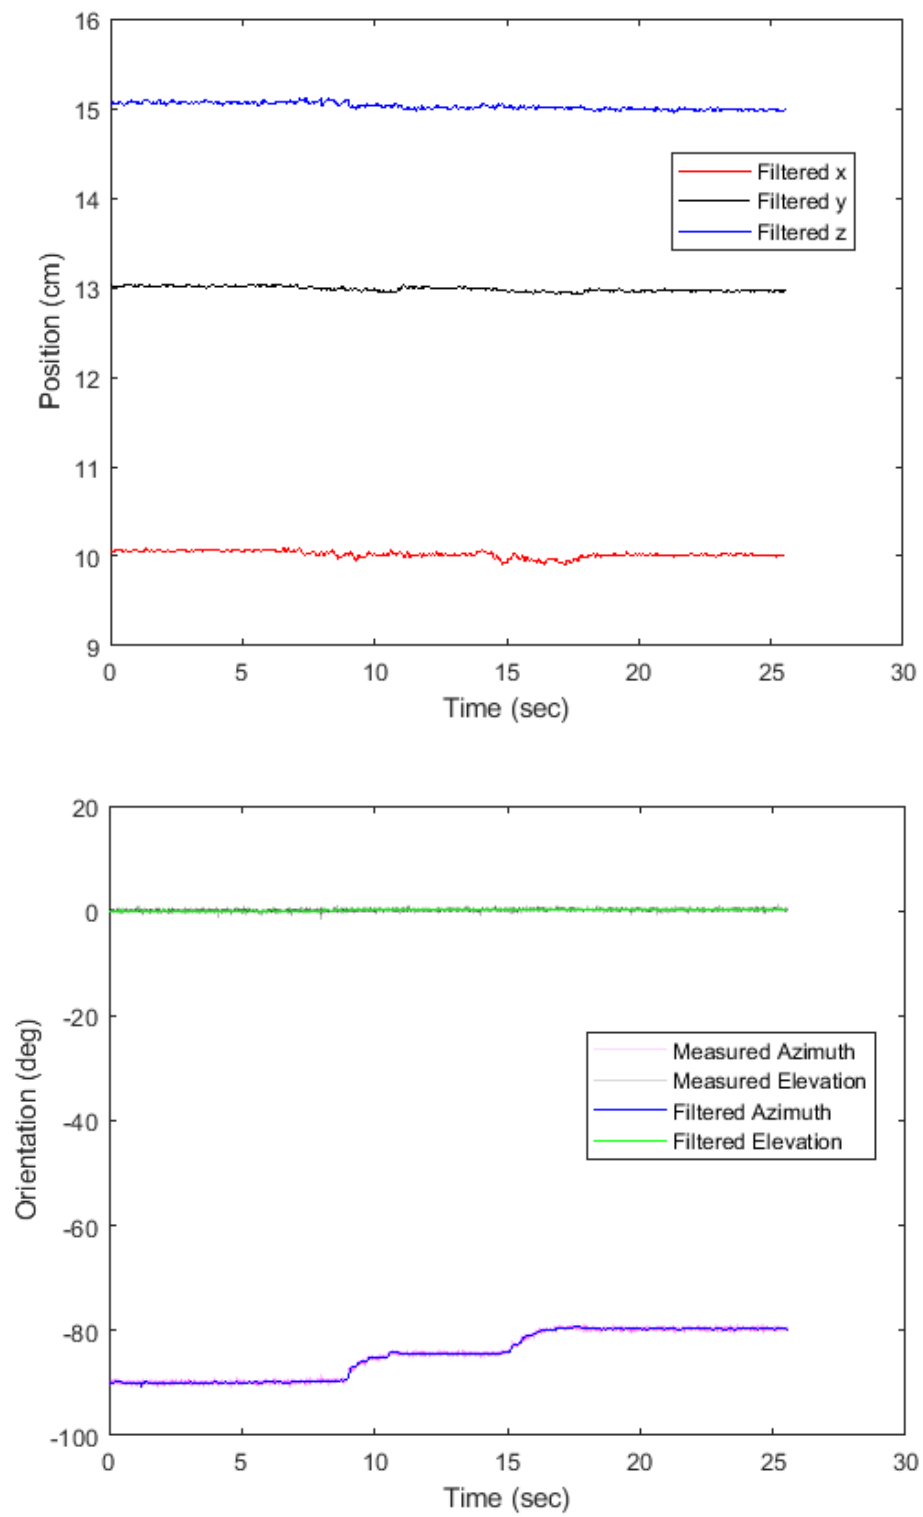 16
15
14
13
12
11
10
9
0 5 10 15 20 25 30
Position (cm)
Time (sec)
Filtered x
Filtered y
Filtered z
20
0
-20
-40
-60
-80
-100
0 5 10 15 20 25 30
Orientation (deg)
Time (sec)
Measured Azimuth
Measured Elevation
Filtered Azimuth
Filtered Elevation